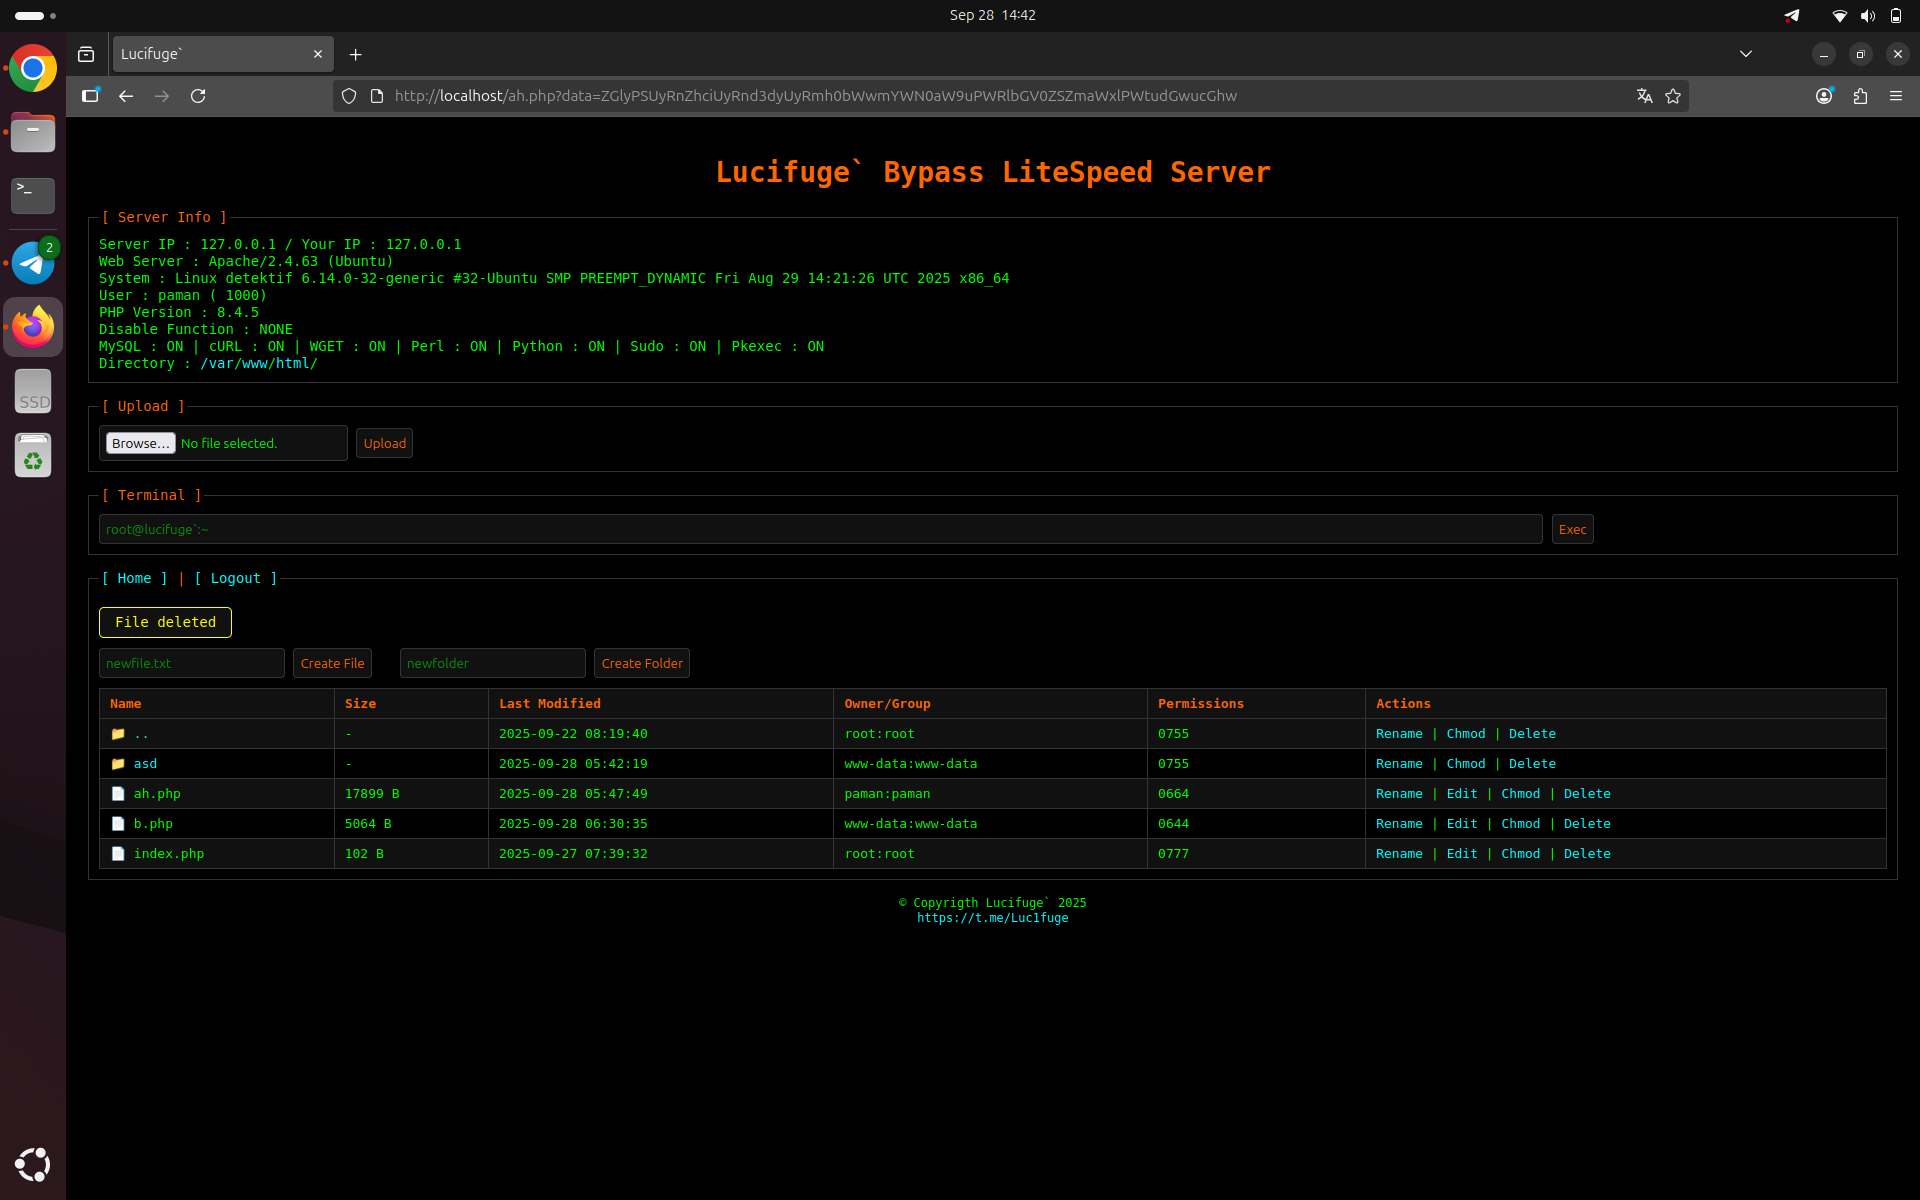 Sep 28 14:42
Lucifuge`
http://localhost/ah.php?data=ZGlyPSUyRnZhciUyRnd3dyUyRmh0bWwmYWN0aW9uPWRlbGV0ZSZmaWxlPWtudGwucGhw
>_
2
SSD
Lucifuge` Bypass LiteSpeed Server
[ Server Info ]
Server IP : 127.0.0.1 / Your IP : 127.0.0.1
Web Server : Apache/2.4.63 (Ubuntu)
System : Linux detektif 6.14.0-32-generic #32-Ubuntu SMP PREEMPT_DYNAMIC Fri Aug 29 14:21:26 UTC 2025 x86_64
User : paman ( 1000)
PHP Version : 8.4.5
Disable Function : NONE
MySQL : ON | cURL : ON | WGET : ON | Perl : ON | Python : ON | Sudo : ON | Pkexec : ON
Directory : /var/www/html/
[ Upload ]
Browse... No file selected. Upload
[ Terminal ]
root@lucifuge`:~ Exec
[ Home ] | [ Logout ]
File deleted
newfile.txt Create File newfolder Create Folder
Name Size Last Modified Owner/Group Permissions Actions
.. - 2025-09-22 08:19:40 root:root 0755 Rename | Chmod | Delete
asd - 2025-09-28 05:42:19 www-data:www-data 0755 Rename | Chmod | Delete
ah.php 17899 B 2025-09-28 05:47:49 paman:paman 0664 Rename | Edit | Chmod | Delete
b.php 5064 B 2025-09-28 06:30:35 www-data:www-data 0644 Rename | Edit | Chmod | Delete
index.php 102 B 2025-09-27 07:39:32 root:root 0777 Rename | Edit | Chmod | Delete
© Copyrigth Lucifuge` 2025
https://t.me/Luc1fuge